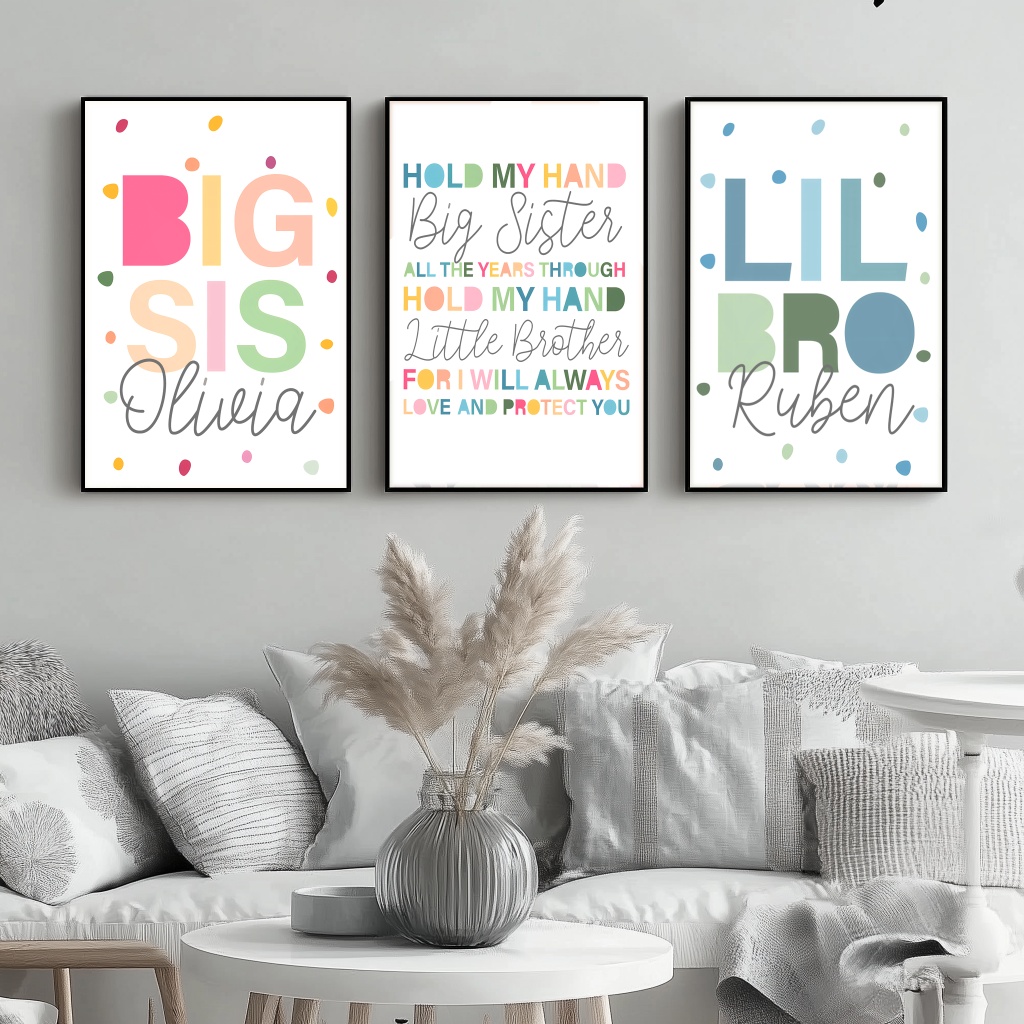 BIG
SIS
Olivia
HOLD MY HAND
Big Sister
ALL THE YEARS THROUGH
HOLD MY HAND
Little Brother
FOR I WILL ALWAYS
LOVE AND PROTECT YOU
LIL
BRO
Ruben